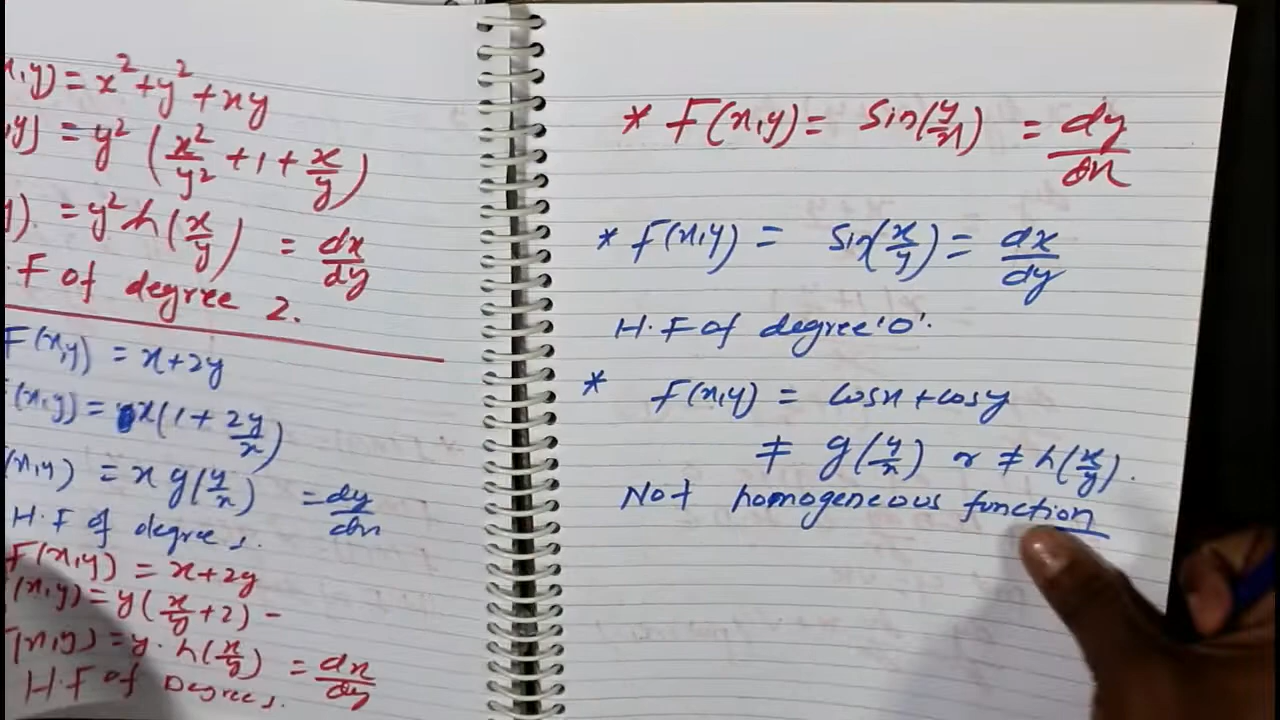 x,y) = x² + y² + xy
,y) = y² (x²/y² + 1 + x/y)
y). = y² h(x/y) = dx/dy
.F of degree 2.
F(x,y) = x+2y
F(x,y) = x(1 + 2y/x)
(x,y) = x g(y/x) = dy/dx
H.F of degree 1.
F(x,y) = x+2y
(x,y) = y(x/y + 2) -
F(x,y) = y. h(x/y) = dx/dy
H.F of Degree 1.
* F(x,y) = Sin(y/x) = dy/dx
* F(x,y) = Sin(x/y) = dx/dy
H.F of degree '0'.
* F(x,y) = cosx + cosy
≠ g(y/x) or ≠ h(x/y).
Not homogeneous function